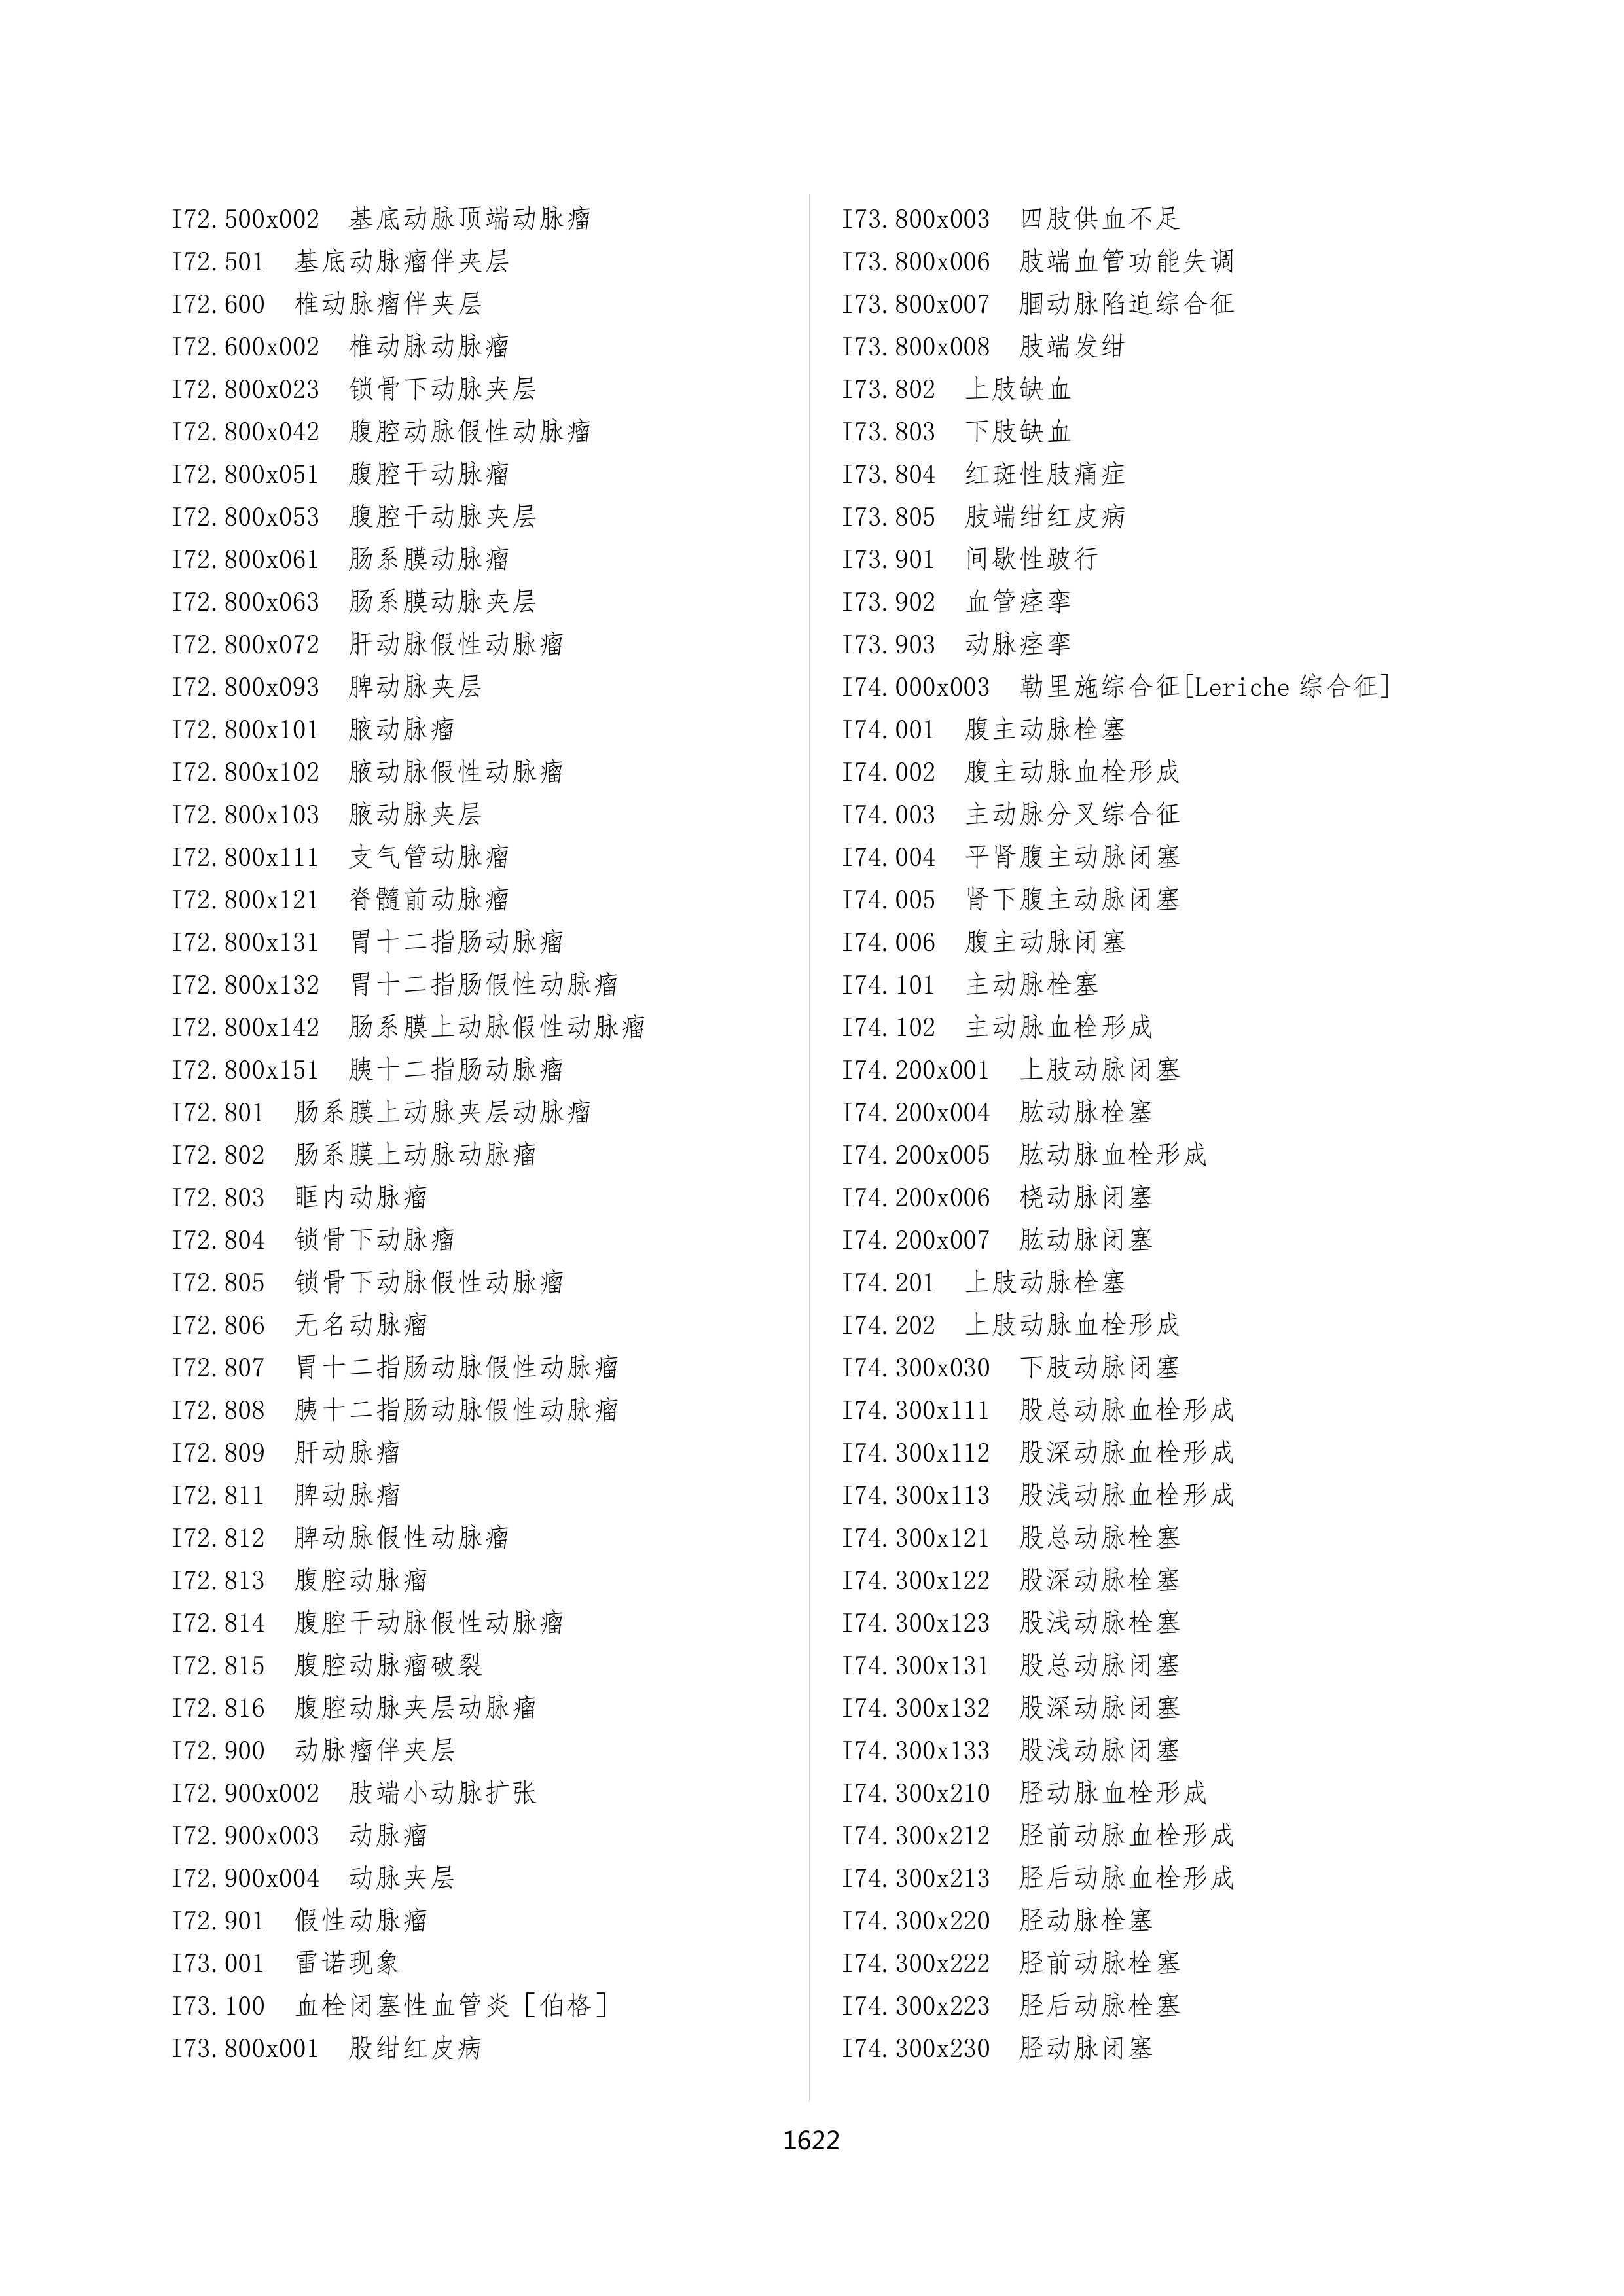 I72.500x002 基底动脉顶端动脉瘤
I72.501 基底动脉瘤伴夹层
I72.600 椎动脉瘤伴夹层
I72.600x002 椎动脉动脉瘤
I72.800x023 锁骨下动脉夹层
I72.800x042 腹腔动脉假性动脉瘤
I72.800x051 腹腔干动脉瘤
I72.800x053 腹腔干动脉夹层
I72.800x061 肠系膜动脉瘤
I72.800x063 肠系膜动脉夹层
I72.800x072 肝动脉假性动脉瘤
I72.800x093 脾动脉夹层
I72.800x101 腋动脉瘤
I72.800x102 腋动脉假性动脉瘤
I72.800x103 腋动脉夹层
I72.800x111 支气管动脉瘤
I72.800x121 脊髓前动脉瘤
I72.800x131 胃十二指肠动脉瘤
I72.800x132 胃十二指肠假性动脉瘤
I72.800x142 肠系膜上动脉假性动脉瘤
I72.800x151 胰十二指肠动脉瘤
I72.801 肠系膜上动脉夹层动脉瘤
I72.802 肠系膜上动脉动脉瘤
I72.803 眶内动脉瘤
I72.804 锁骨下动脉瘤
I72.805 锁骨下动脉假性动脉瘤
I72.806 无名动脉瘤
I72.807 胃十二指肠动脉假性动脉瘤
I72.808 胰十二指肠动脉假性动脉瘤
I72.809 肝动脉瘤
I72.811 脾动脉瘤
I72.812 脾动脉假性动脉瘤
I72.813 腹腔动脉瘤
I72.814 腹腔干动脉假性动脉瘤
I72.815 腹腔动脉瘤破裂
I72.816 腹腔动脉夹层动脉瘤
I72.900 动脉瘤伴夹层
I72.900x002 肢端小动脉扩张
I72.900x003 动脉瘤
I72.900x004 动脉夹层
I72.901 假性动脉瘤
I73.001 雷诺现象
I73.100 血栓闭塞性血管炎［伯格］
I73.800x001 股绀红皮病
I73.800x003 四肢供血不足
I73.800x006 肢端血管功能失调
I73.800x007 腘动脉陷迫综合征
I73.800x008 肢端发绀
I73.802 上肢缺血
I73.803 下肢缺血
I73.804 红斑性肢痛症
I73.805 肢端绀红皮病
I73.901 间歇性跛行
I73.902 血管痉挛
I73.903 动脉痉挛
I74.000x003 勒里施综合征[Leriche 综合征]
I74.001 腹主动脉栓塞
I74.002 腹主动脉血栓形成
I74.003 主动脉分叉综合征
I74.004 平肾腹主动脉闭塞
I74.005 肾下腹主动脉闭塞
I74.006 腹主动脉闭塞
I74.101 主动脉栓塞
I74.102 主动脉血栓形成
I74.200x001 上肢动脉闭塞
I74.200x004 肱动脉栓塞
I74.200x005 肱动脉血栓形成
I74.200x006 桡动脉闭塞
I74.200x007 肱动脉闭塞
I74.201 上肢动脉栓塞
I74.202 上肢动脉血栓形成
I74.300x030 下肢动脉闭塞
I74.300x111 股总动脉血栓形成
I74.300x112 股深动脉血栓形成
I74.300x113 股浅动脉血栓形成
I74.300x121 股总动脉栓塞
I74.300x122 股深动脉栓塞
I74.300x123 股浅动脉栓塞
I74.300x131 股总动脉闭塞
I74.300x132 股深动脉闭塞
I74.300x133 股浅动脉闭塞
I74.300x210 胫动脉血栓形成
I74.300x212 胫前动脉血栓形成
I74.300x213 胫后动脉血栓形成
I74.300x220 胫动脉栓塞
I74.300x222 胫前动脉栓塞
I74.300x223 胫后动脉栓塞
I74.300x230 胫动脉闭塞
1622